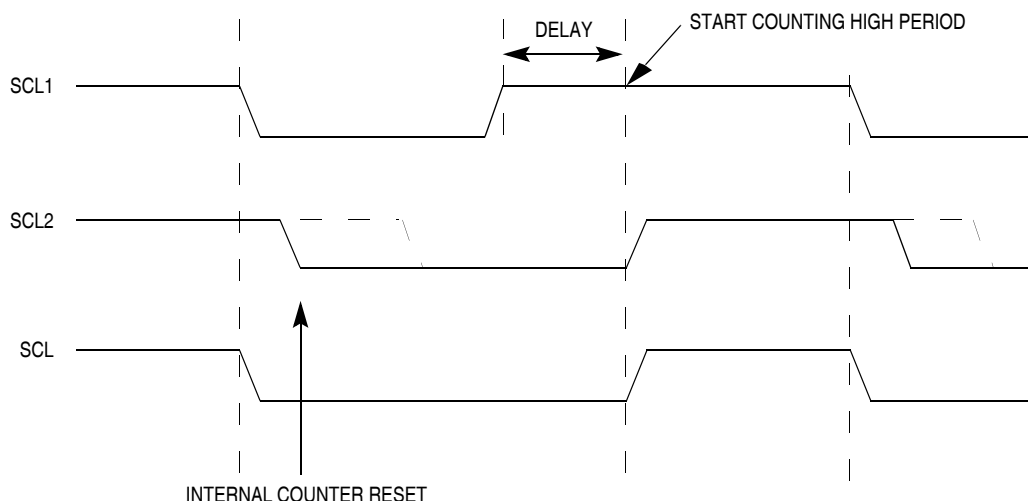 START COUNTING HIGH PERIOD
DELAY
SCL1
SCL2
SCL
INTERNAL COUNTER RESET